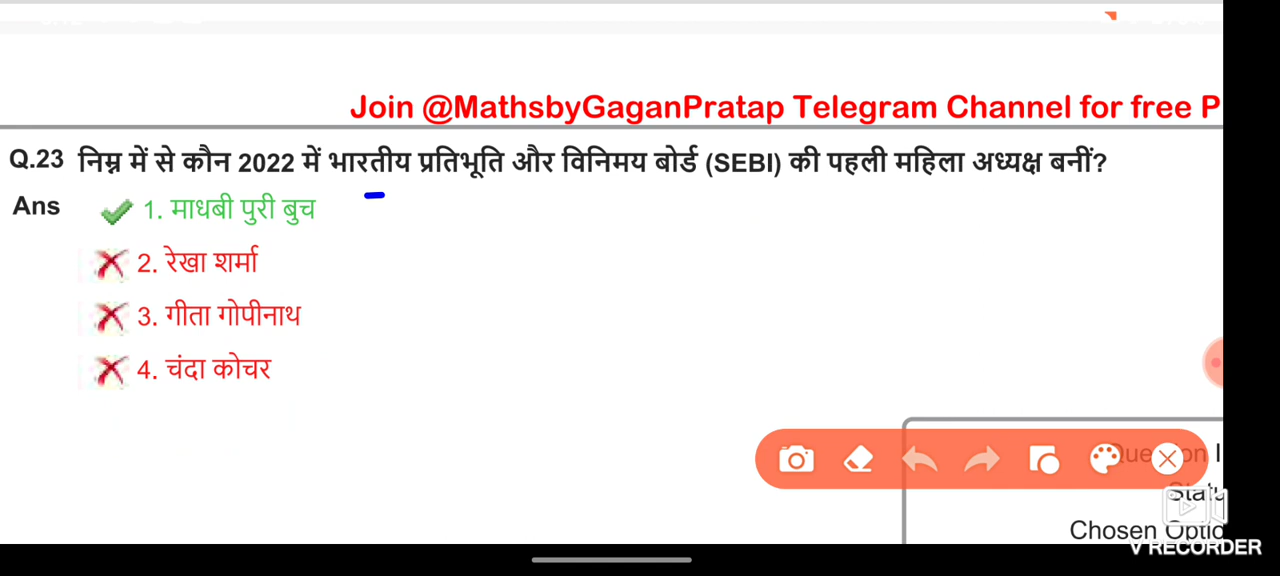 Join @MathsbyGaganPratap Telegram Channel for free P
Q.23 निम्न में से कौन 2022 में भारतीय प्रतिभूति और विनिमय बोर्ड (SEBI) की पहली महिला अध्यक्ष बनीं?
Ans 1. माधबी पुरी बुच
2. रेखा शर्मा
3. गीता गोपीनाथ
4. चंदा कोचर
Chosen
V RECORDER